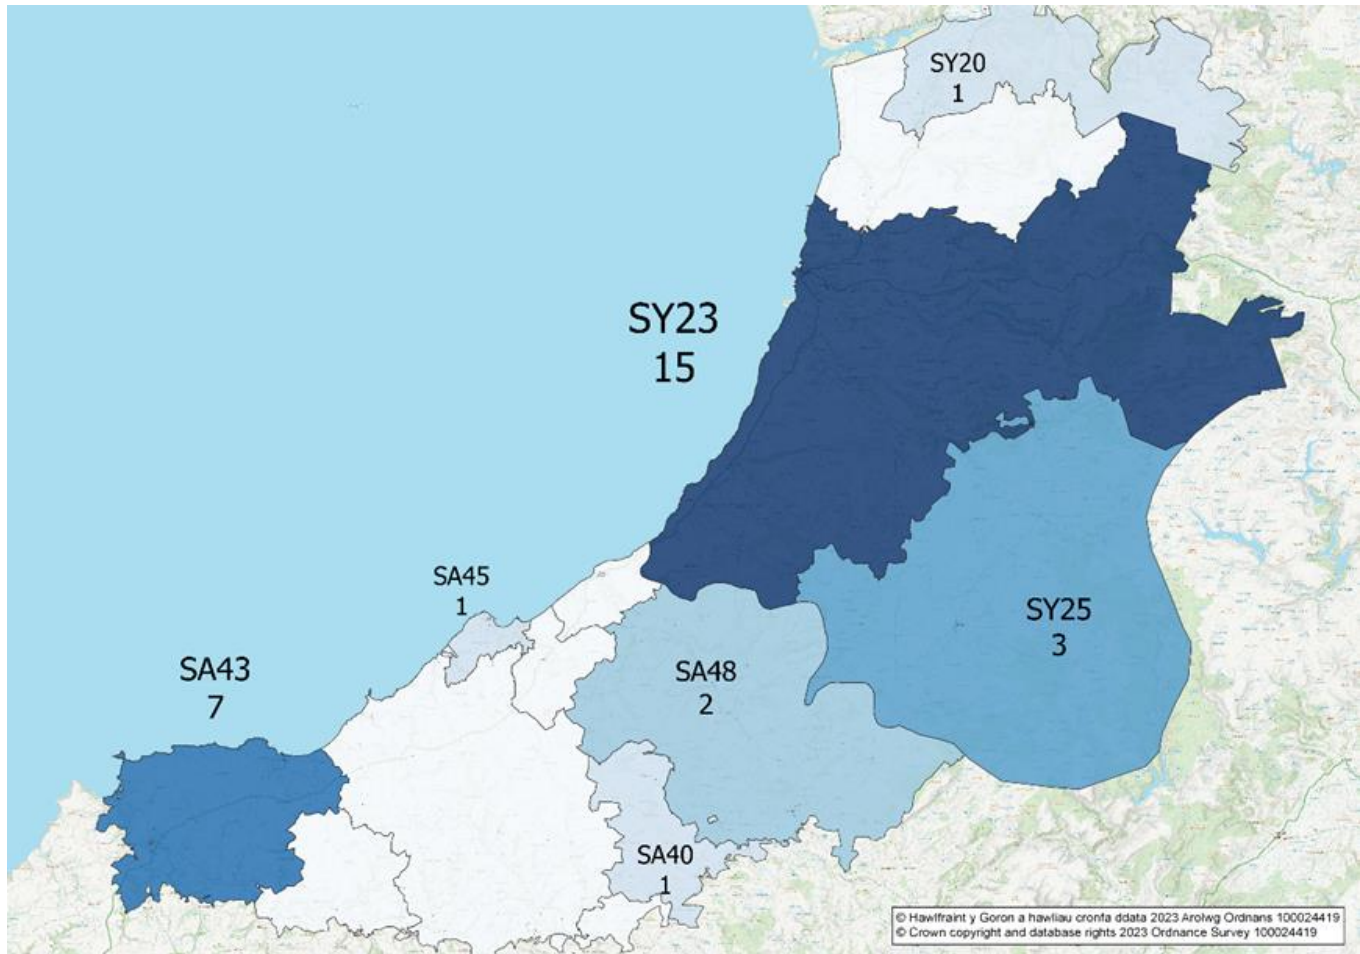 SY20
1
SY23
15
SA45
1
SY25
3
SA43
7
SA48
2
SA40
1
© Hawlfraint y Goron a hawliau cronfa ddata 2023 Arolwg Ordnans 100024419
© Crown copyright and database rights 2023 Ordnance Survey 100024419